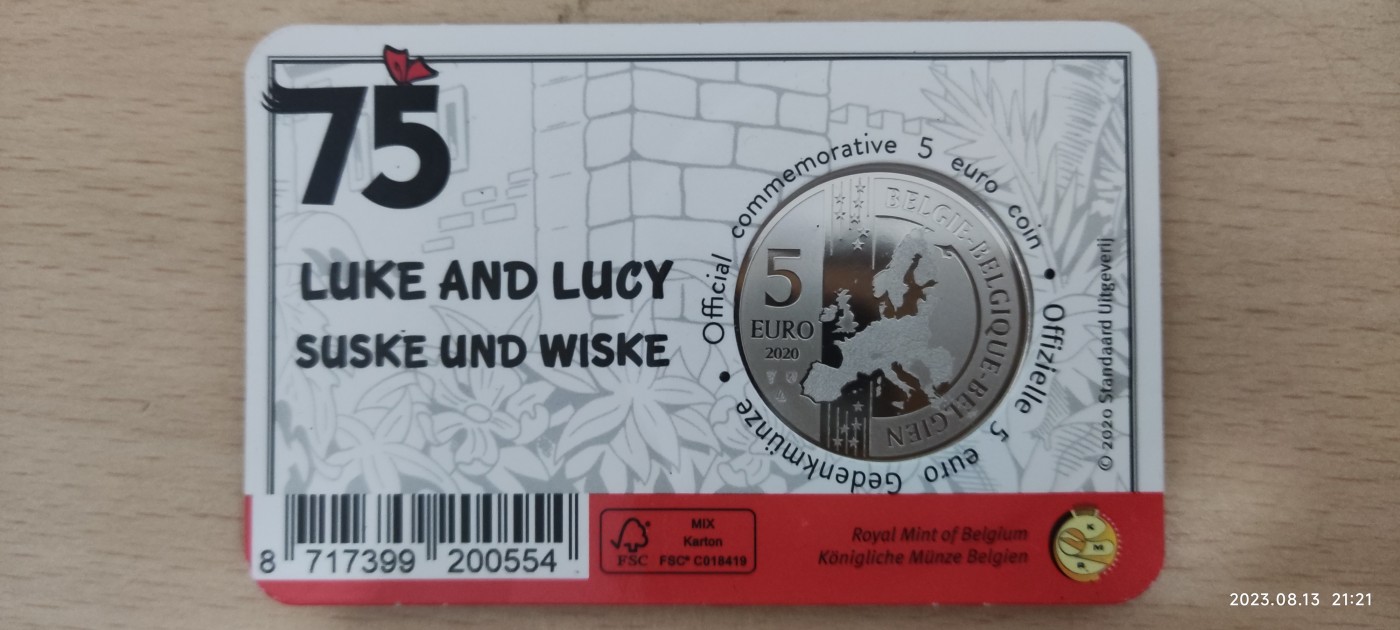 75
LUKE AND LUCY
SUSKE UND WISKE
Official commemorative 5 euro coin • Offizielle 5 euro Gedenkmünze •
5
EURO
2020
BELGIE-BELGIQUE-BELGIEN
© 2020 Standaard Uitgeverij
8 717399 200554
FSC
MIX
Karton
FSC® C018419
Royal Mint of Belgium
Königliche Münze Belgien
K
M
B
2023.08.13 21:21